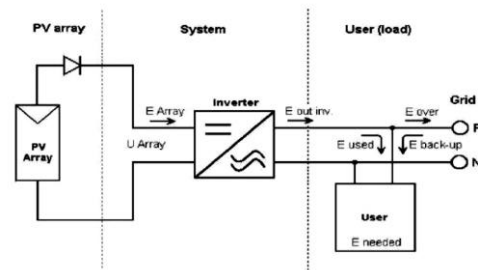 PV array
System
User (load)
E Array
Inverter
E out inv.
E over
Grid
PV
Array
U Array
E used
E back-up
N
User
E needed